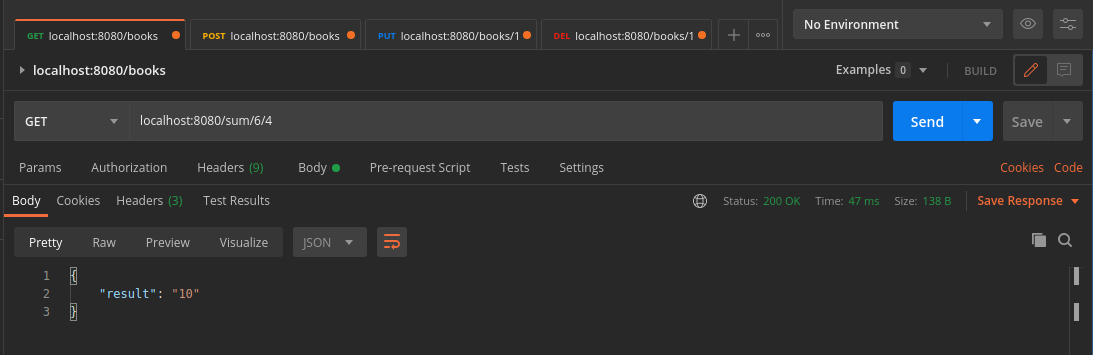 GET localhost:8080/books POST localhost:8080/books PUT localhost:8080/books/1 DEL localhost:8080/books/1 No Environment
localhost:8080/books Examples 0 BUILD
GET localhost:8080/sum/6/4 Send Save
Params Authorization Headers (9) Body Pre-request Script Tests Settings Cookies Code
Body Cookies Headers (3) Test Results Status: 200 OK Time: 47 ms Size: 138 B Save Response
Pretty Raw Preview Visualize JSON
1 {
2 "result": "10"
3 }